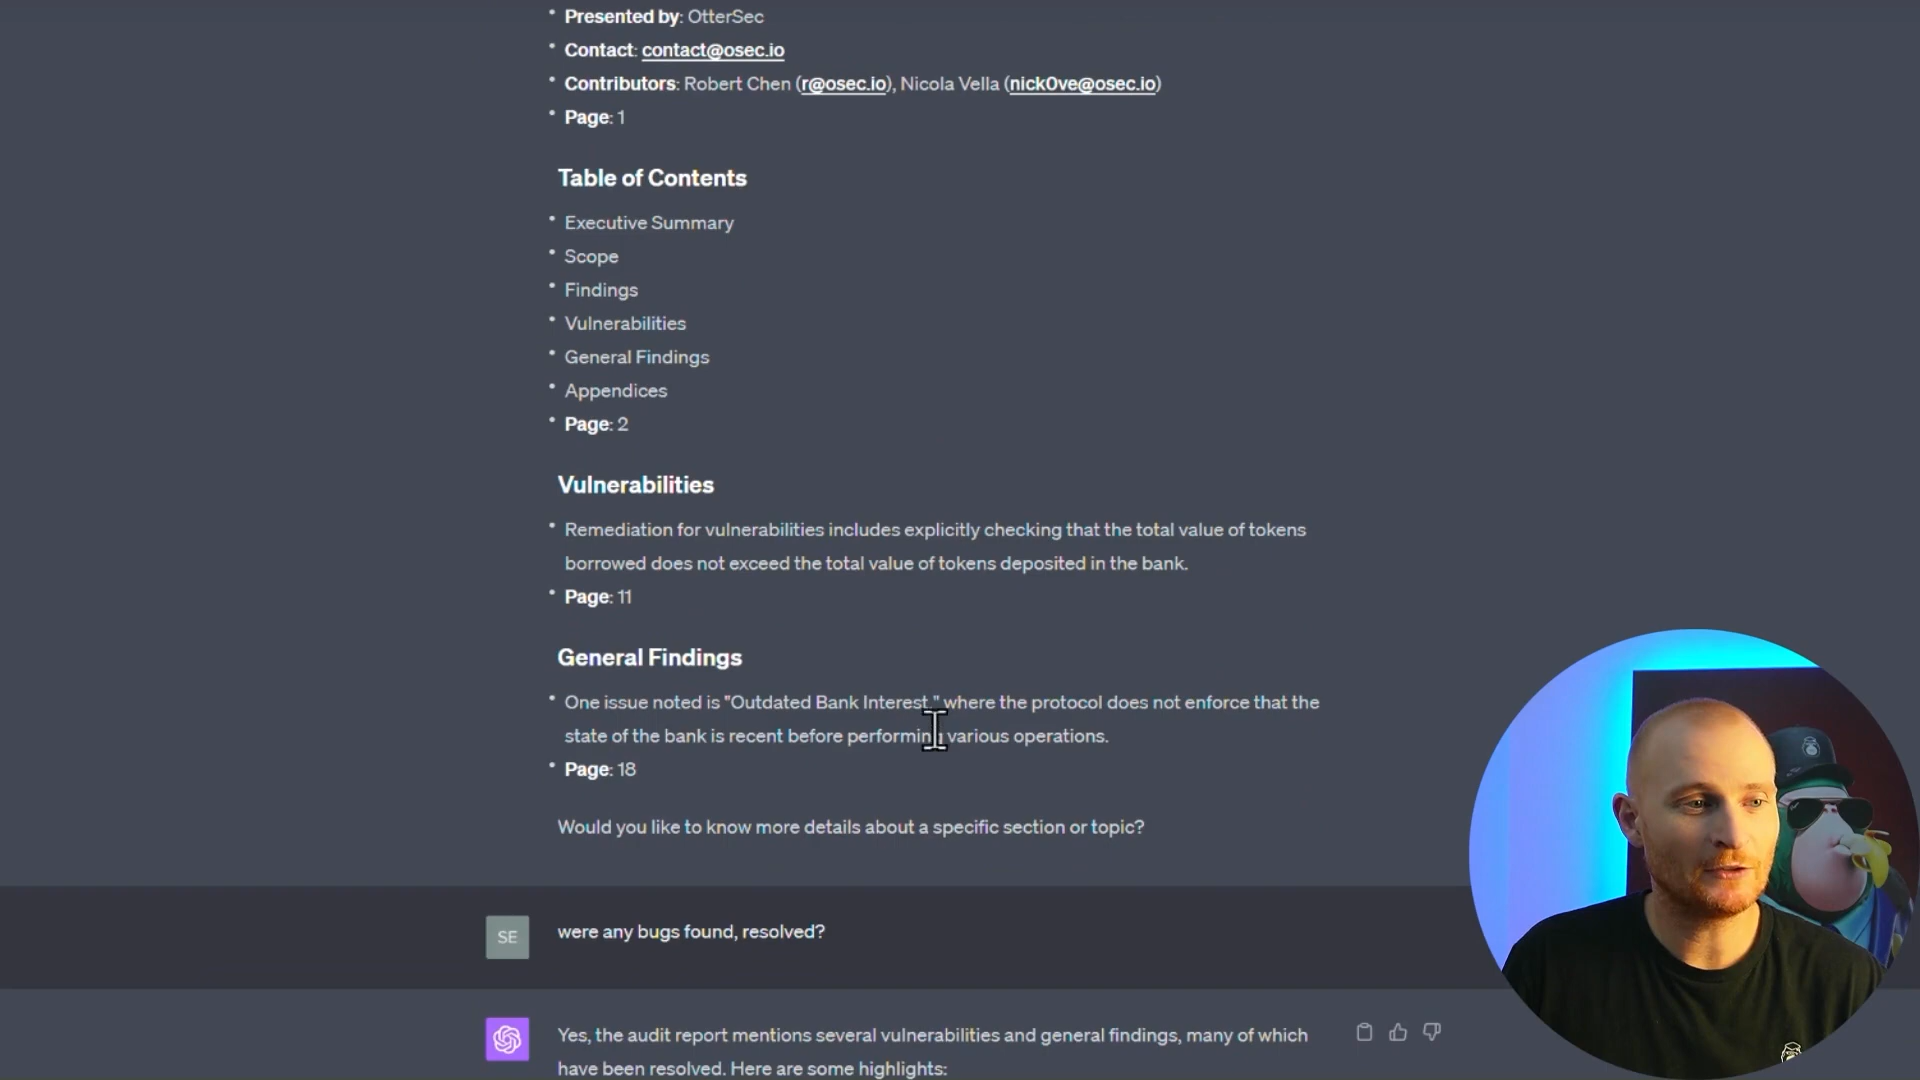 Presented by: OtterSec
Contact: contact@osec.io
Contributors: Robert Chen (r@osec.io), Nicola Vella (nick0ve@osec.io)
Page: 1
Table of Contents
Executive Summary
Scope
Findings
Vulnerabilities
General Findings
Appendices
Page: 2
Vulnerabilities
Remediation for vulnerabilities includes explicitly checking that the total value of tokens
borrowed does not exceed the total value of tokens deposited in the bank.
Page: 11
General Findings
One issue noted is "Outdated Bank Interest," where the protocol does not enforce that the
state of the bank is recent before performing various operations.
Page: 18
Would you like to know more details about a specific section or topic?
SE
were any bugs found, resolved?
Yes, the audit report mentions several vulnerabilities and general findings, many of which
have been resolved. Here are some highlights: